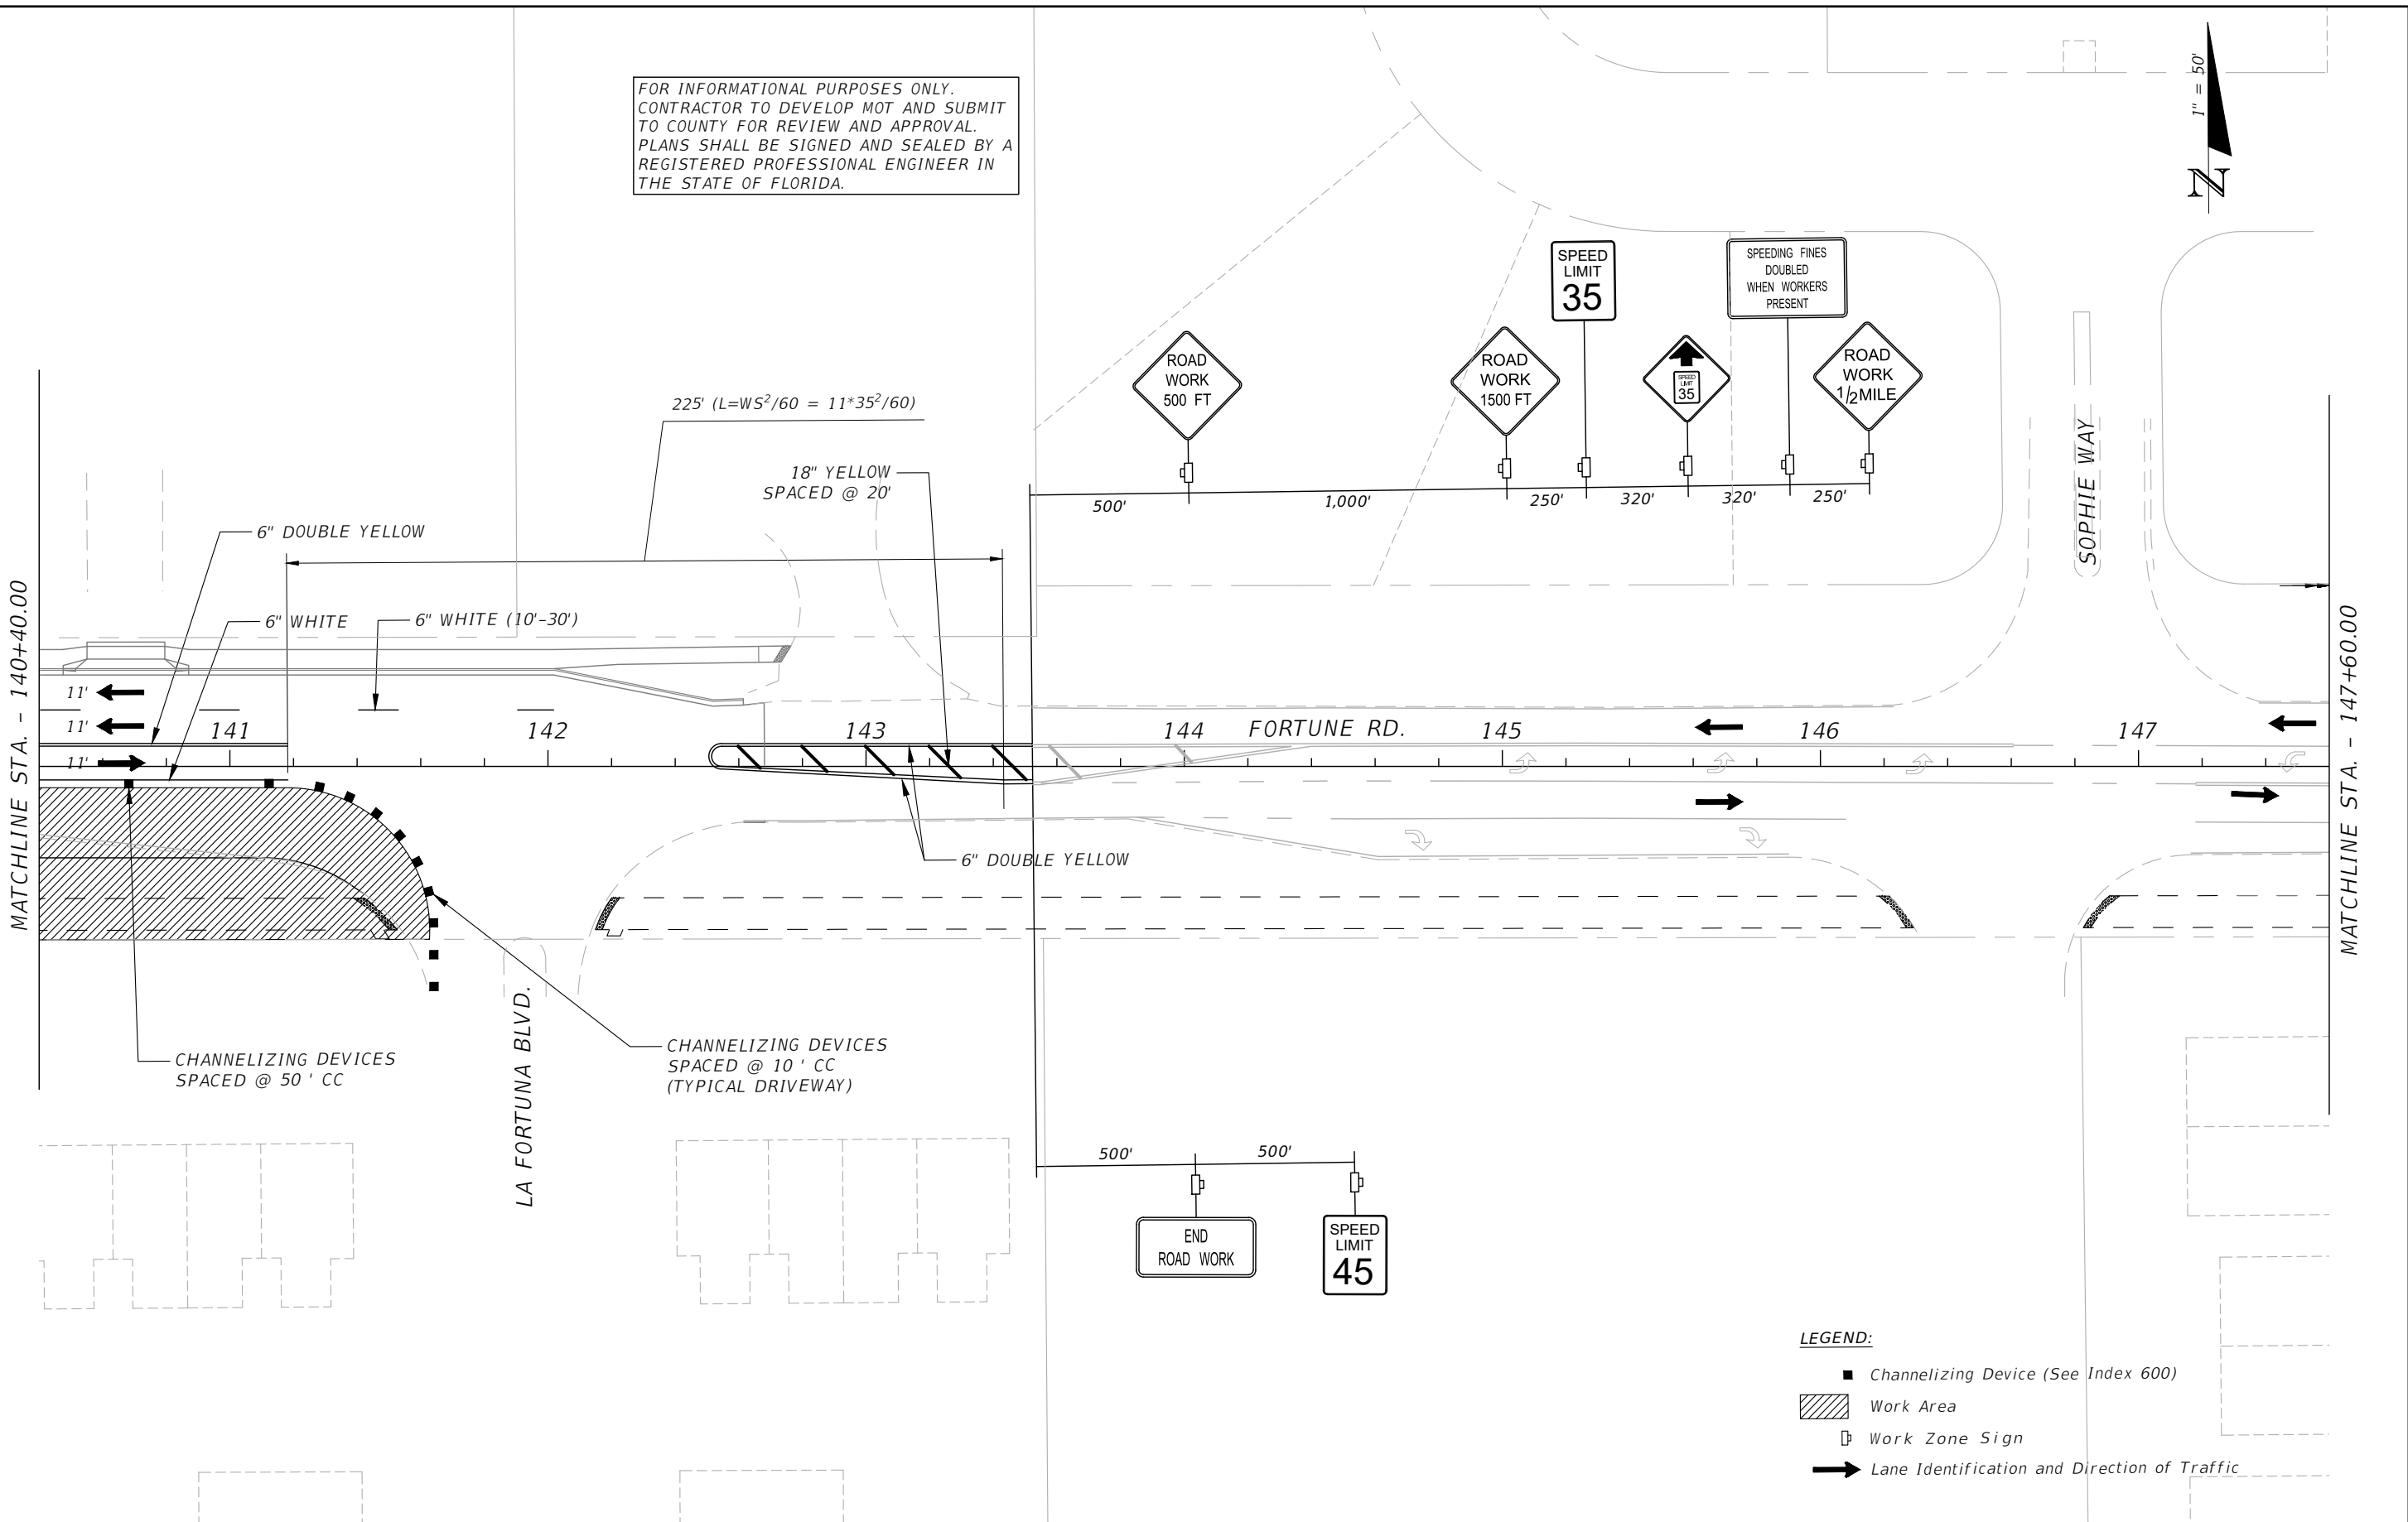 FOR INFORMATIONAL PURPOSES ONLY.
CONTRACTOR TO DEVELOP MOT AND SUBMIT
TO COUNTY FOR REVIEW AND APPROVAL.
PLANS SHALL BE SIGNED AND SEALED BY A
REGISTERED PROFESSIONAL ENGINEER IN
THE STATE OF FLORIDA.
1" = 50'
N
SPEED
LIMIT
35
SPEEDING FINES
DOUBLED
WHEN WORKERS
PRESENT
ROAD
WORK
500 FT
ROAD
WORK
1500 FT
SPEED
LIMIT
35
ROAD
WORK
1/2 MILE
500'
1,000'
250'
320'
320'
250'
SOPHIE WAY
225' (L=WS²/60 = 11*35²/60)
18" YELLOW
SPACED @ 20'
6" DOUBLE YELLOW
6" WHITE
6" WHITE (10'-30')
MATCHLINE STA. - 140+40.00
11'
11'
11'
141
142
143
144
FORTUNE RD.
145
146
147
MATCHLINE STA. - 147+60.00
6" DOUBLE YELLOW
CHANNELIZING DEVICES
SPACED @ 50 ' CC
LA FORTUNA BLVD.
CHANNELIZING DEVICES
SPACED @ 10 ' CC
(TYPICAL DRIVEWAY)
500'
500'
END
ROAD WORK
SPEED
LIMIT
45
LEGEND:
Channelizing Device (See Index 600)
Work Area
Work Zone Sign
Lane Identification and Direction of Traffic